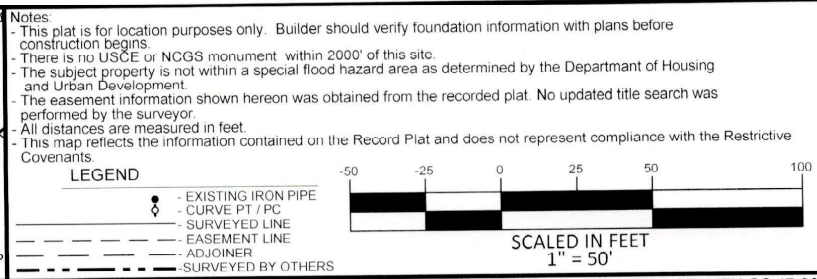 Notes:
- This plat is for location purposes only. Builder should verify foundation information with plans before
construction begins.
- There is no USCE or NCGS monument within 2000' of this site.
- The subject property is not within a special flood hazard area as determined by the Departmant of Housing
and Urban Development.
- The easement information shown hereon was obtained from the recorded plat. No updated title search was
performed by the surveyor.
- All distances are measured in feet.
- This map reflects the information contained on the Record Plat and does not represent compliance with the Restrictive
Covenants.
LEGEND
- EXISTING IRON PIPE
- CURVE PT / PC
- SURVEYED LINE
- EASEMENT LINE
- ADJOINER
-SURVEYED BY OTHERS
-50 -25 0 25 50 100
SCALED IN FEET
1" = 50'